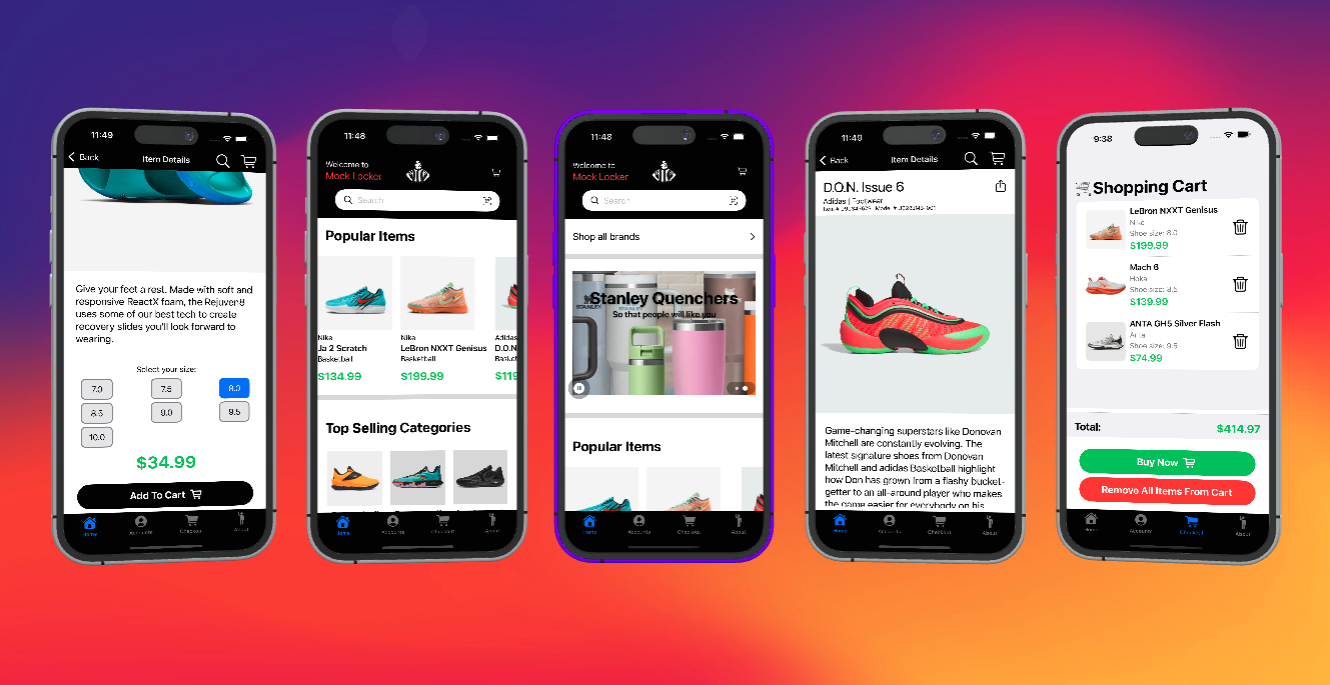 11:49
Back
Item Details
Give your feet a rest. Made with soft and
responsive ReactX foam, the Rejuven8
uses some of our best tech to create
recovery slides you'll look forward to
wearing.
Select your size:
7.0
7.5
8.0
8.5
9.0
9.5
10.0
$34.99
Add To Cart
Home
Accounts
Checkout
About
11:48
Welcome to
Mock Locker
Search
Popular Items
Nike
Ja 2 Scratch
Basketball
$134.99
Nike
LeBron NXXT Genisus
Basketball
$199.99
Adidas
D.O.N
Basket
$119
Top Selling Categories
Home
Accounts
Checkout
About
11:48
Welcome to
Mock Locker
Search
Shop all brands
Stanley Quenchers
So that people will like you
STANLEY
Popular Items
Home
Accounts
Checkout
About
11:49
Back
Item Details
D.O.N. Issue 6
Adidas | Footwear
Game-changing superstars like Donovan
Mitchell are constantly evolving. The
latest signature shoes from Donovan
Mitchell and adidas Basketball highlight
how Don has grown from a flashy bucket-
getter to an all-around player who makes
the game easier for everybody on his
Home
Accounts
Checkout
About
9:38
Shopping Cart
LeBron NXXT Genisus
Nike
Shoe size: 8.0
$199.99
Mach 6
Hoka
Shoe size: 8.5
$139.99
ANTA GH5 Silver Flash
Anta
Shoe size: 9.5
$74.99
Total:
$414.97
Buy Now
Remove All Items From Cart
Home
Accounts
Checkout
About